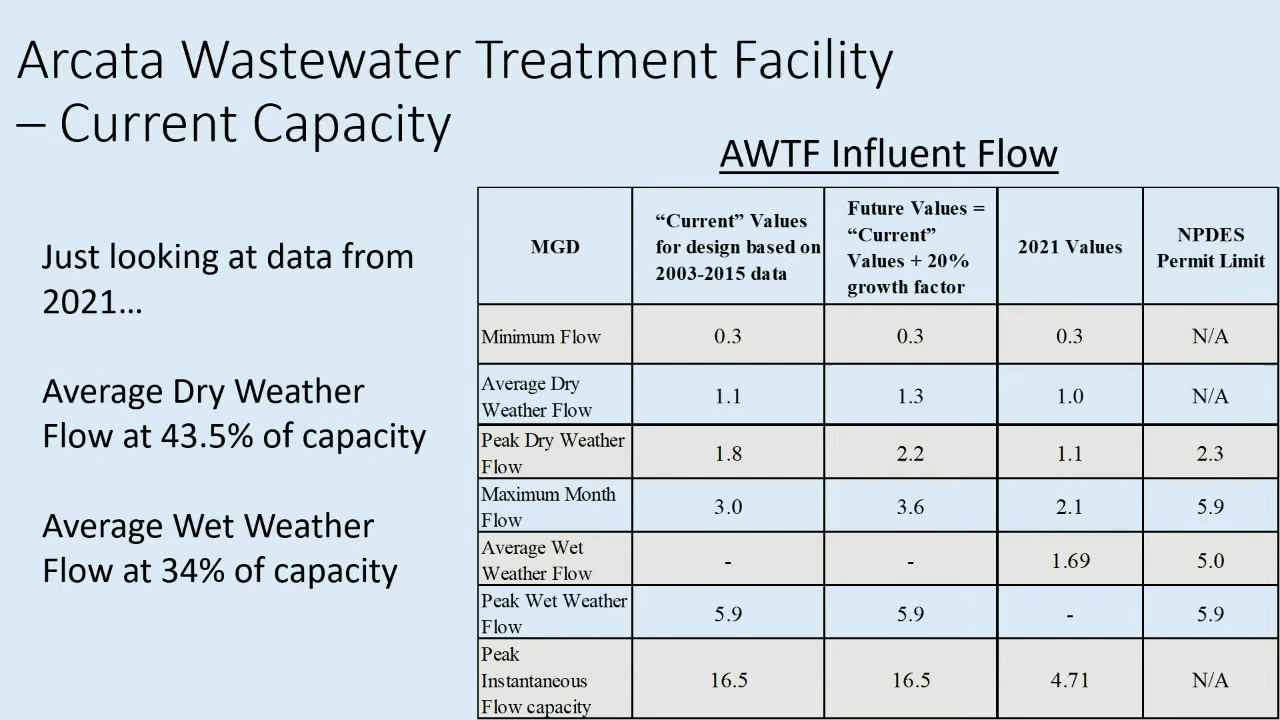 Arcata Wastewater Treatment Facility
– Current Capacity
AWTF Influent Flow
Just looking at data from
2021...
Average Dry Weather
Flow at 43.5% of capacity
Average Wet Weather
Flow at 34% of capacity
MGD
“Current” Values
for design based on
2003-2015 data
Future Values =
“Current”
Values + 20%
growth factor
2021 Values
NPDES
Permit Limit
Minimum Flow
0.3
0.3
0.3
N/A
Average Dry
Weather Flow
1.1
1.3
1.0
N/A
Peak Dry Weather
Flow
1.8
2.2
1.1
2.3
Maximum Month
Flow
3.0
3.6
2.1
5.9
Average Wet
Weather Flow
-
-
1.69
5.0
Peak Wet Weather
Flow
5.9
5.9
-
5.9
Peak
Instantaneous
Flow capacity
16.5
16.5
4.71
N/A